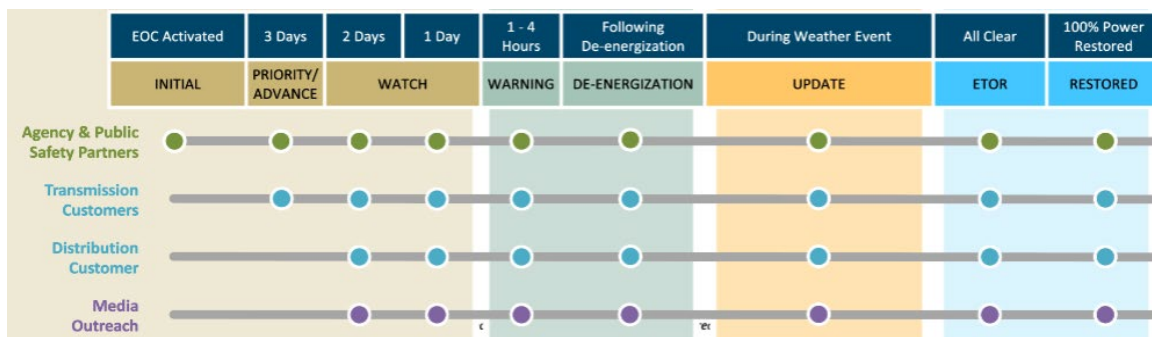 EOC Activated
3 Days
2 Days
1 Day
1 - 4
Hours
Following
De-energization
During Weather Event
All Clear
100% Power
Restored
INITIAL
PRIORITY/
ADVANCE
WATCH
WARNING
DE-ENERGIZATION
UPDATE
ETOR
RESTORED
Agency & Public
Safety Partners
Transmission
Customers
Distribution
Customer
Media
Outreach